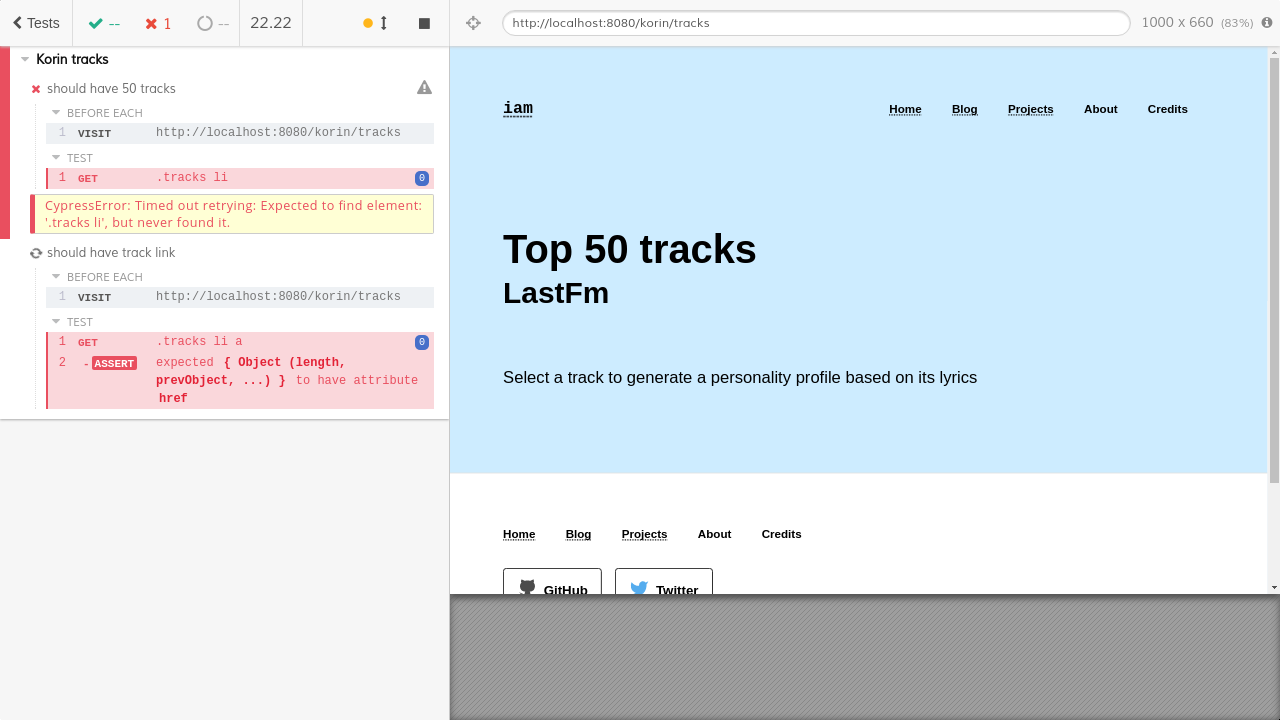 Tests
--
1
--
22.22
http://localhost:8080/korin/tracks
1000 x 660 (83%)
Korin tracks
should have 50 tracks
BEFORE EACH
1 VISIT http://localhost:8080/korin/tracks
TEST
1 GET .tracks li 0
CypressError: Timed out retrying: Expected to find element:
'.tracks li', but never found it.
should have track link
BEFORE EACH
1 VISIT http://localhost:8080/korin/tracks
TEST
1 GET .tracks li a 0
2 - ASSERT expected { Object (length,
prevObject, ...) } to have attribute
href
iam
Home Blog Projects About Credits
Top 50 tracks
LastFm
Select a track to generate a personality profile based on its lyrics
Home Blog Projects About Credits
GitHub Twitter